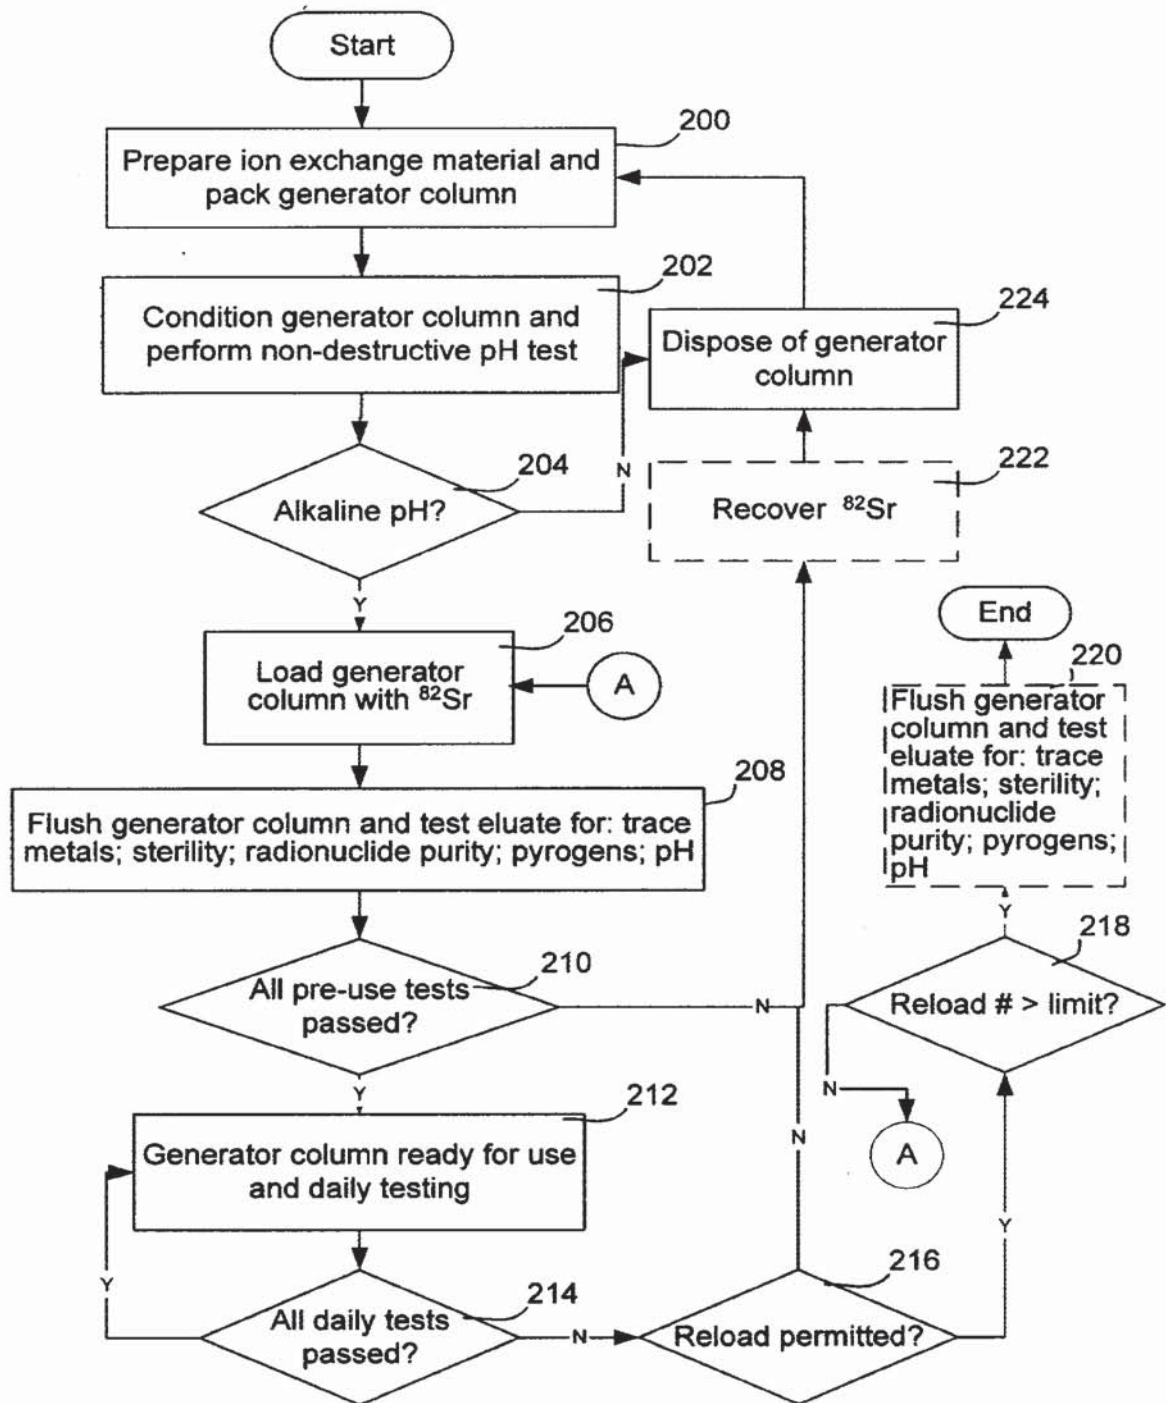 Start
200
Prepare ion exchange material and
pack generator column
202
Condition generator column and
perform non-destructive pH test
224
Dispose of generator
column
204
Alkaline pH?
N
222
Recover ⁸²Sr
Y
206
Load generator
column with ⁸²Sr
A
End
220
Flush generator
column and test
eluate for: trace
metals; sterility;
radionuclide
purity; pyrogens;
pH
208
Flush generator column and test eluate for: trace
metals; sterility; radionuclide purity; pyrogens; pH
Y
218
Reload # > limit?
210
All pre-use tests
passed?
N
N
A
Y
212
Generator column ready for use
and daily testing
N
Y
Y
214
All daily tests
passed?
N
216
Reload permitted?